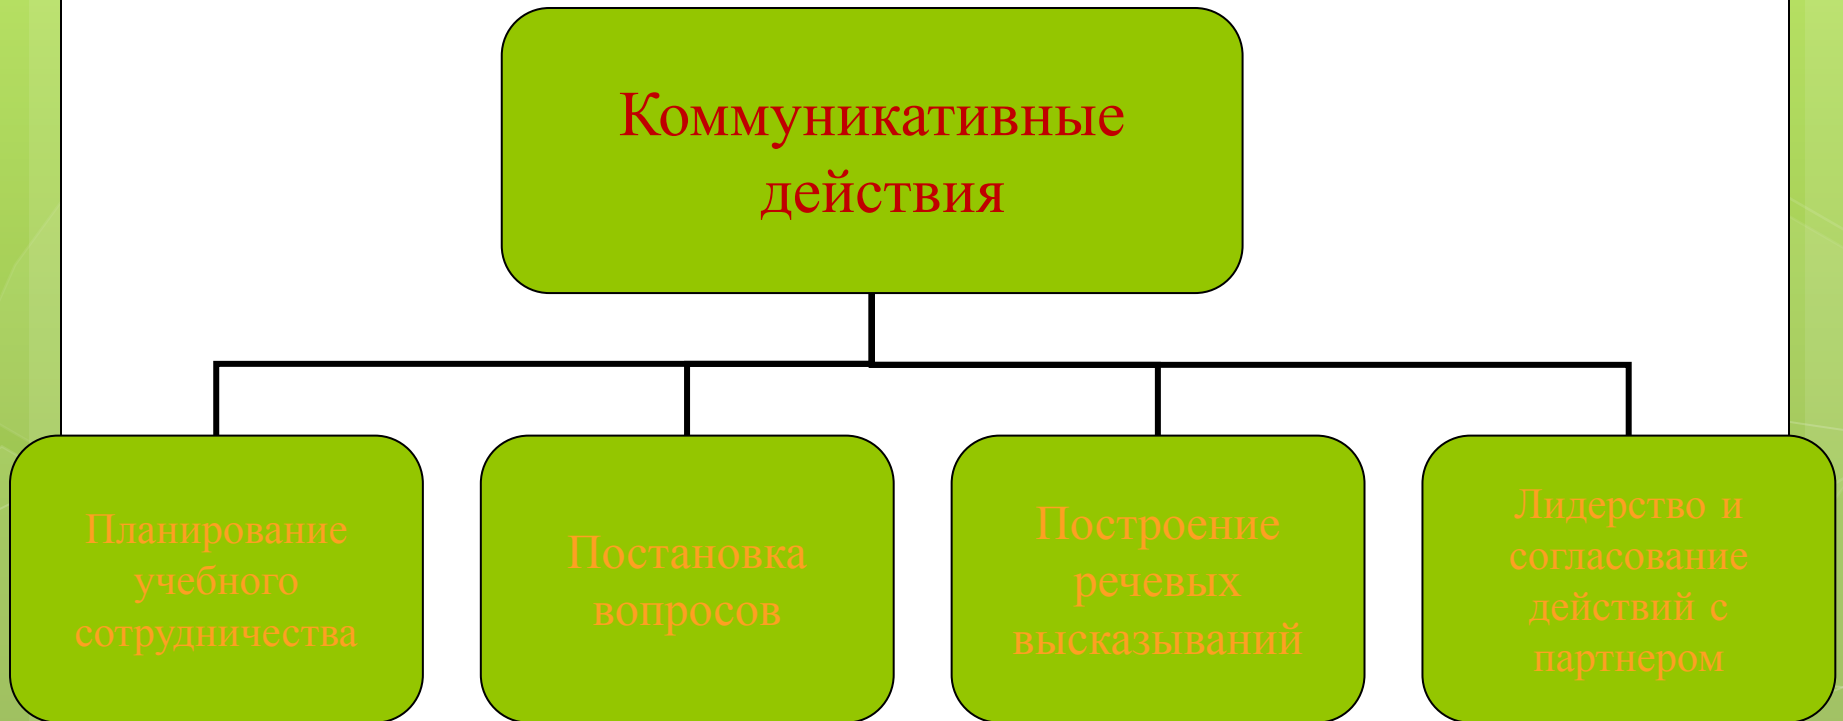 Коммуникативные
действия
Планирование
учебного
сотрудничества
Постановка
вопросов
Построение
речевых
высказываний
Лидерство и
согласование
действий с
партнером